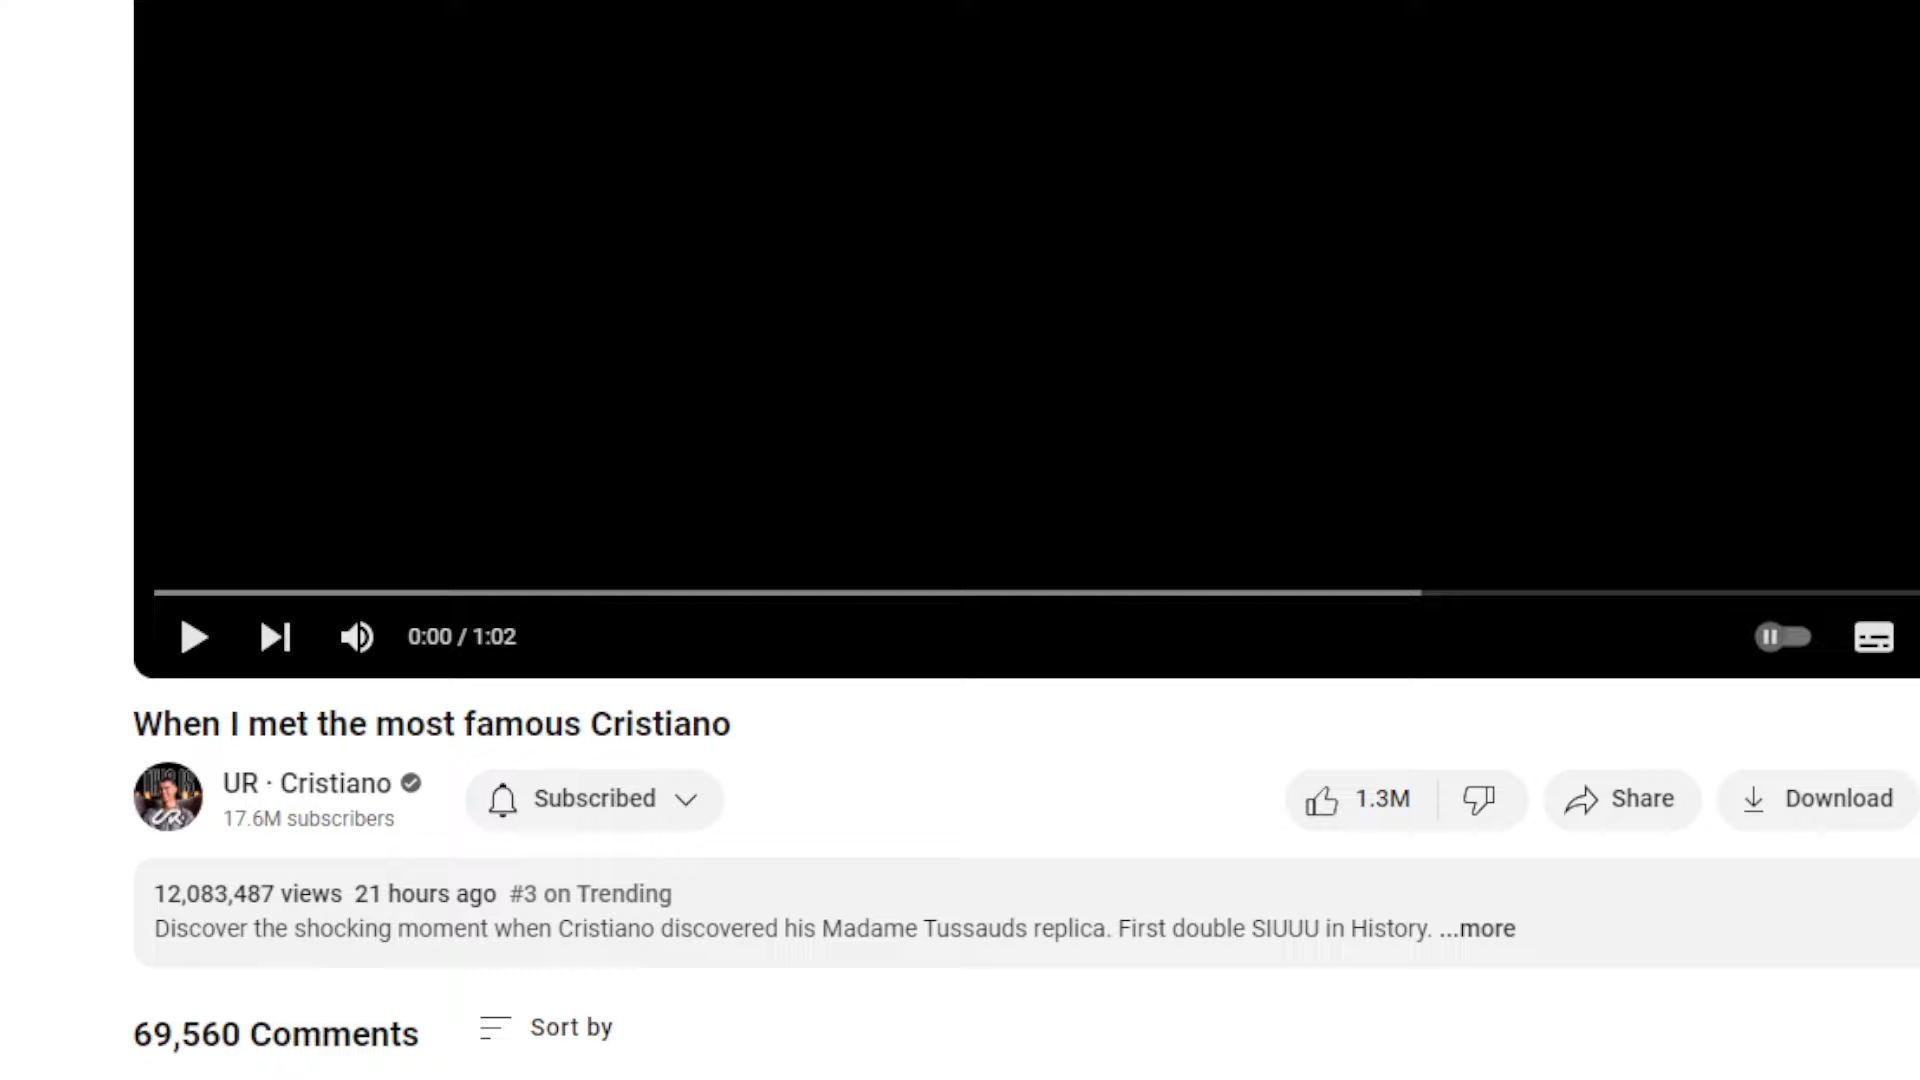 0:00 / 1:02
When I met the most famous Cristiano
UR · Cristiano
17.6M subscribers
Subscribed
1.3M
Share
Download
12,083,487 views 21 hours ago #3 on Trending
Discover the shocking moment when Cristiano discovered his Madame Tussauds replica. First double SIUUU in History. ...more
69,560 Comments
Sort by